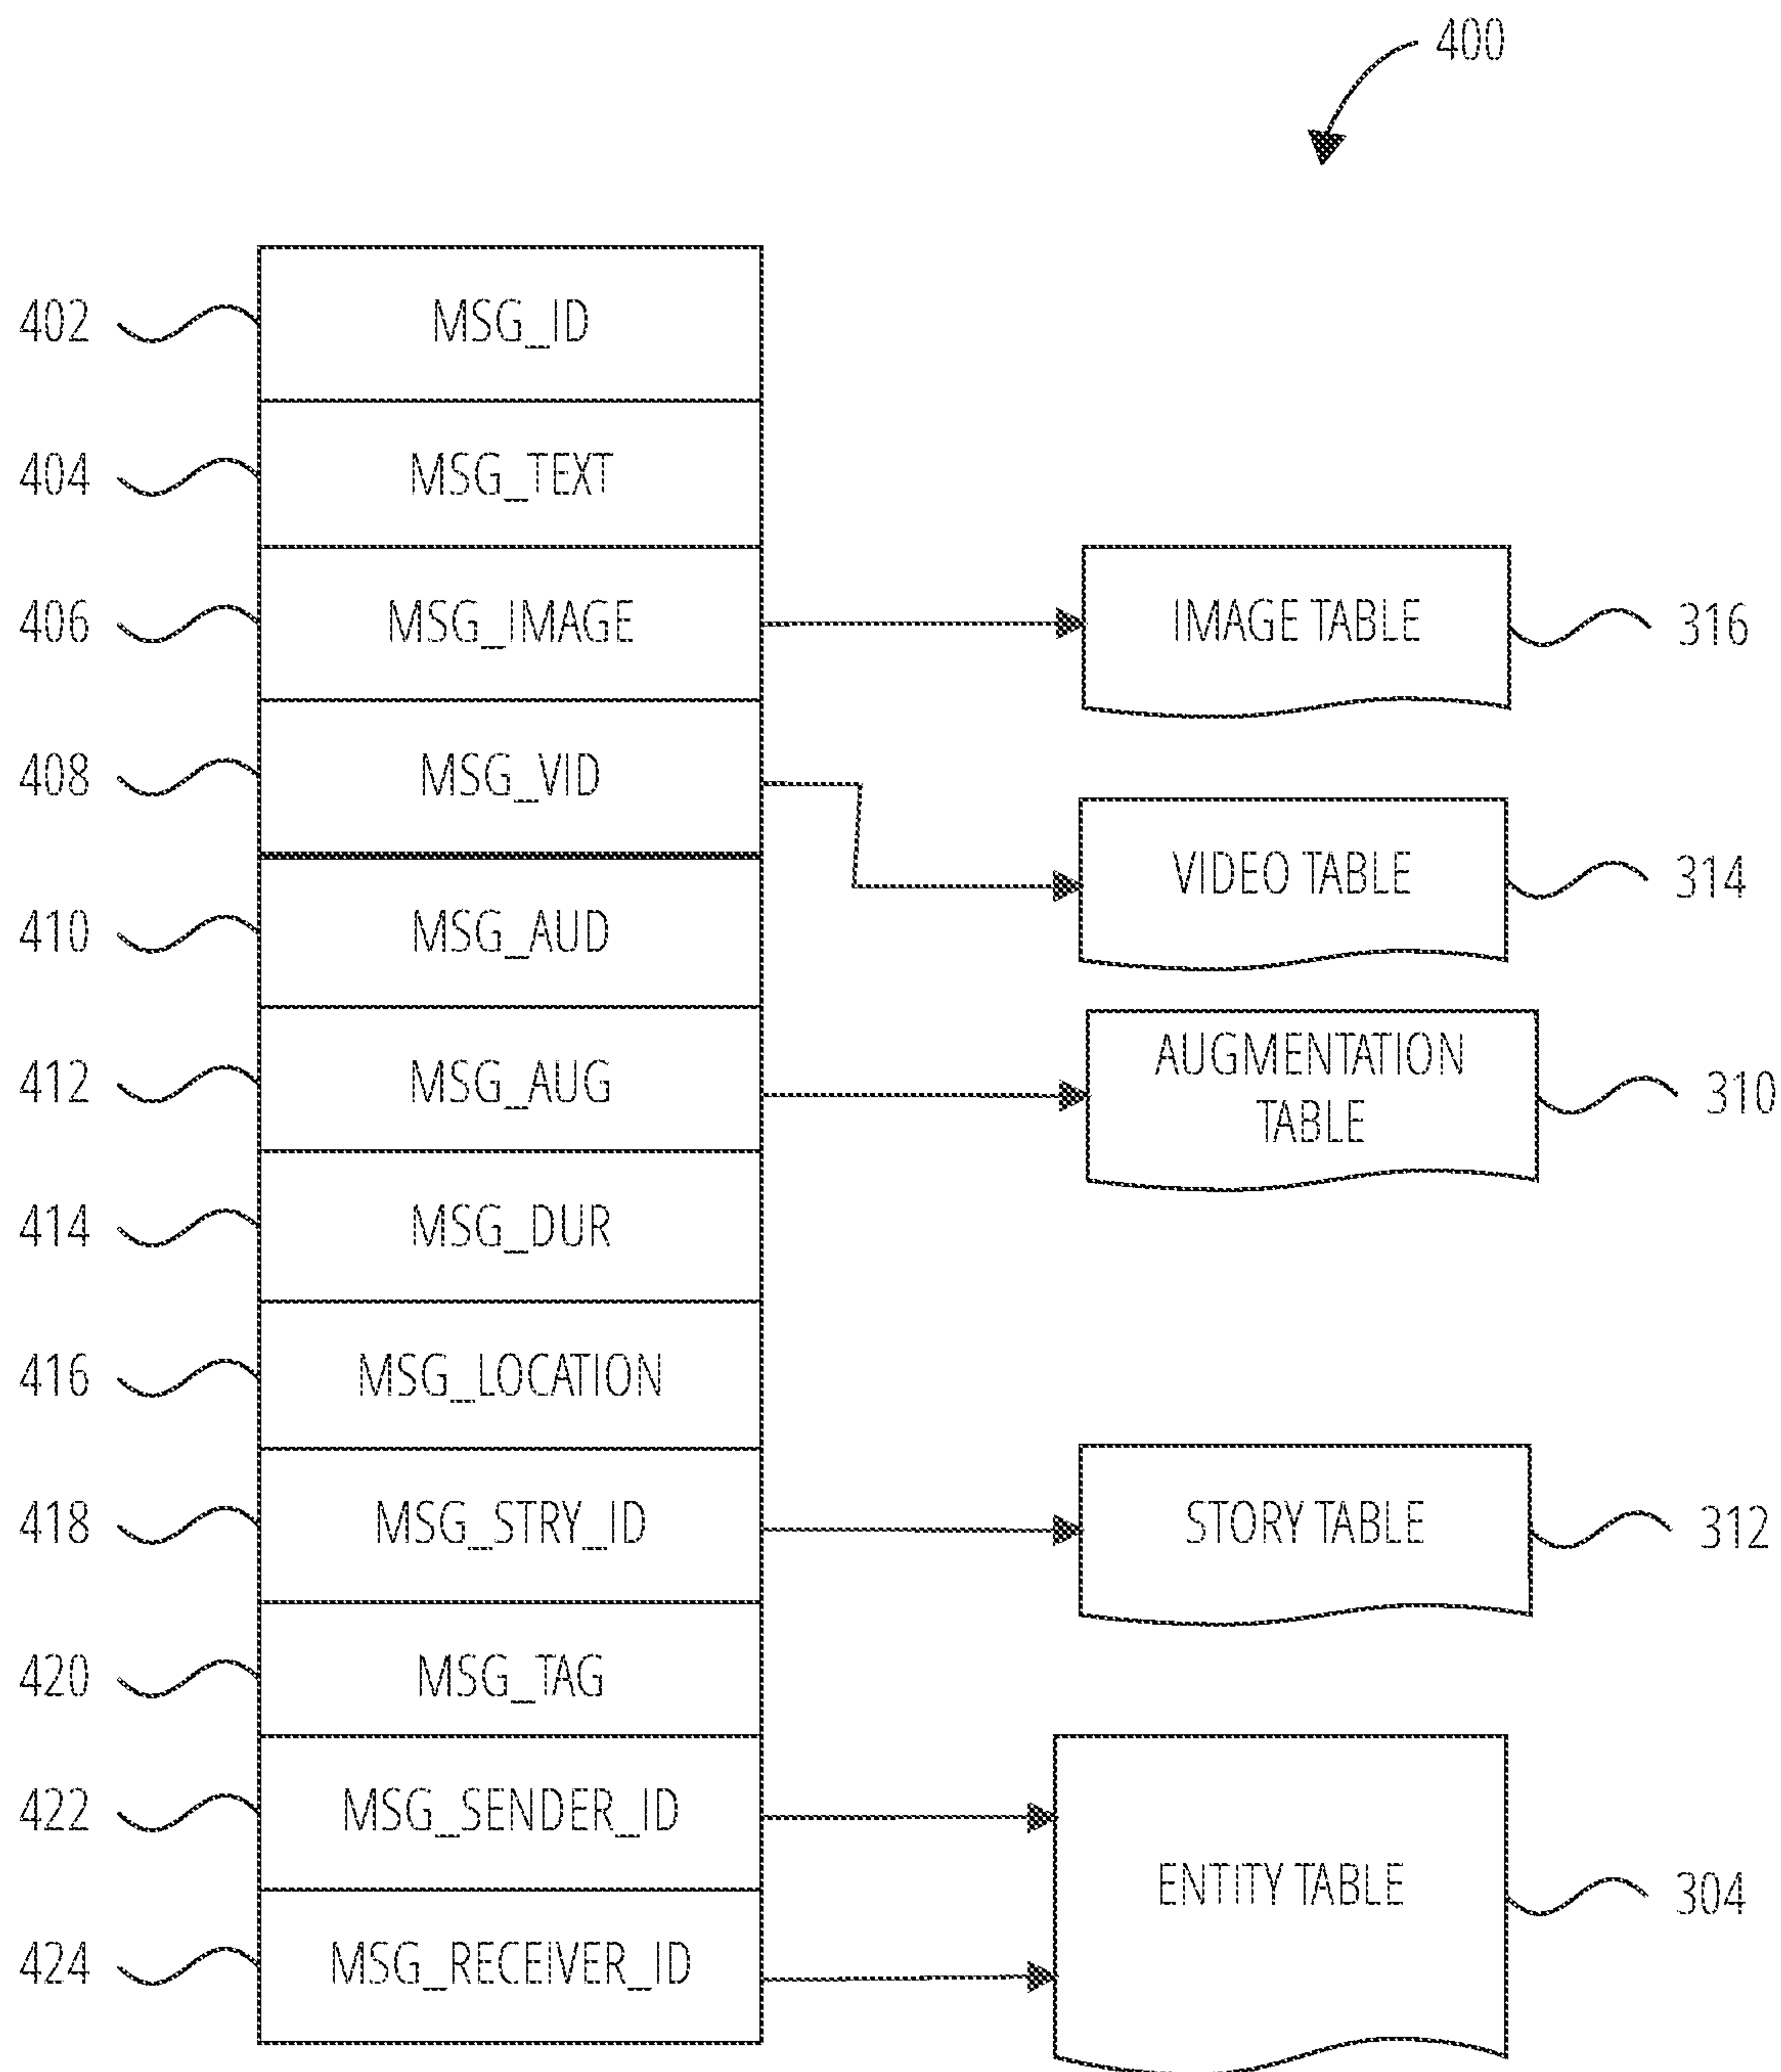 400
402 MSG_ID
404 MSG_TEXT
406 MSG_IMAGE IMAGE TABLE 316
408 MSG_VID
VIDEO TABLE 314
410 MSG_AUD
412 MSG_AUG AUGMENTATION
TABLE 310
414 MSG_DUR
416 MSG_LOCATION
418 MSG_STRY_ID STORY TABLE 312
420 MSG_TAG
422 MSG_SENDER_ID
ENTITY TABLE 304
424 MSG_RECEIVER_ID